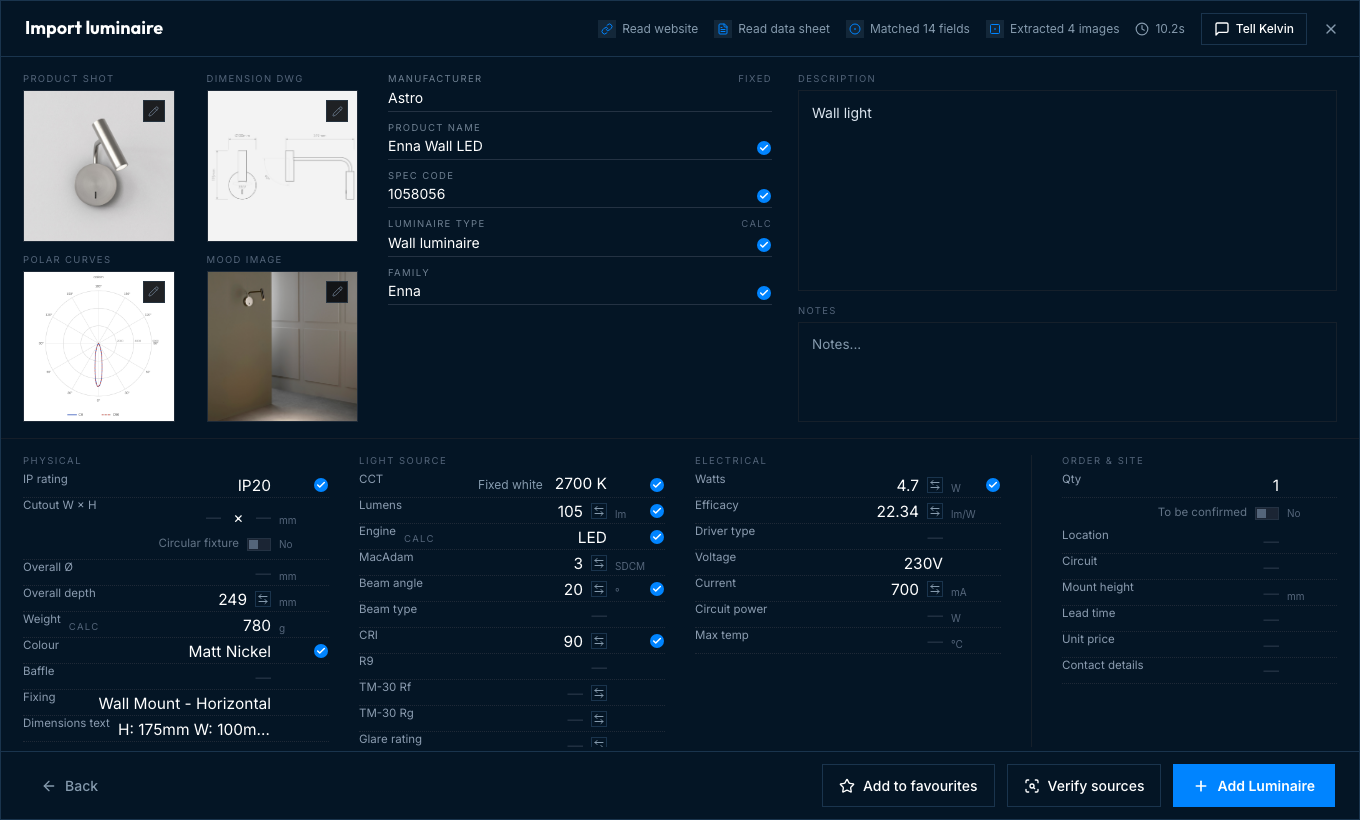 Import luminaire
Read website
Read data sheet
Matched 14 fields
Extracted 4 images
10.2s
Tell Kelvin
PRODUCT SHOT
DIMENSION DWG
POLAR CURVES
MOOD IMAGE
MANUFACTURER FIXED
Astro
PRODUCT NAME
Enna Wall LED
SPEC CODE
1058056
LUMINAIRE TYPE CALC
Wall luminaire
FAMILY
Enna
DESCRIPTION
Wall light
NOTES
Notes...
PHYSICAL
IP rating IP20
Cutout W × H
— × — mm
Circular fixture No
Overall Ø — mm
Overall depth 249 mm
Weight CALC 780 g
Colour Matt Nickel
Baffle —
Fixing Wall Mount - Horizontal
Dimensions text H: 175mm W: 100m...
LIGHT SOURCE
CCT Fixed white 2700 K
Lumens 105 lm
Engine CALC LED
MacAdam 3 SDCM
Beam angle 20 °
Beam type —
CRI 90
R9 —
TM-30 Rf —
TM-30 Rg —
Glare rating —
ELECTRICAL
Watts 4.7 W
Efficacy 22.34 lm/W
Driver type —
Voltage 230V
Current 700 mA
Circuit power — W
Max temp — °C
ORDER & SITE
Qty 1
To be confirmed No
Location —
Circuit —
Mount height — mm
Lead time —
Unit price —
Contact details —
Back
Add to favourites
Verify sources
Add Luminaire